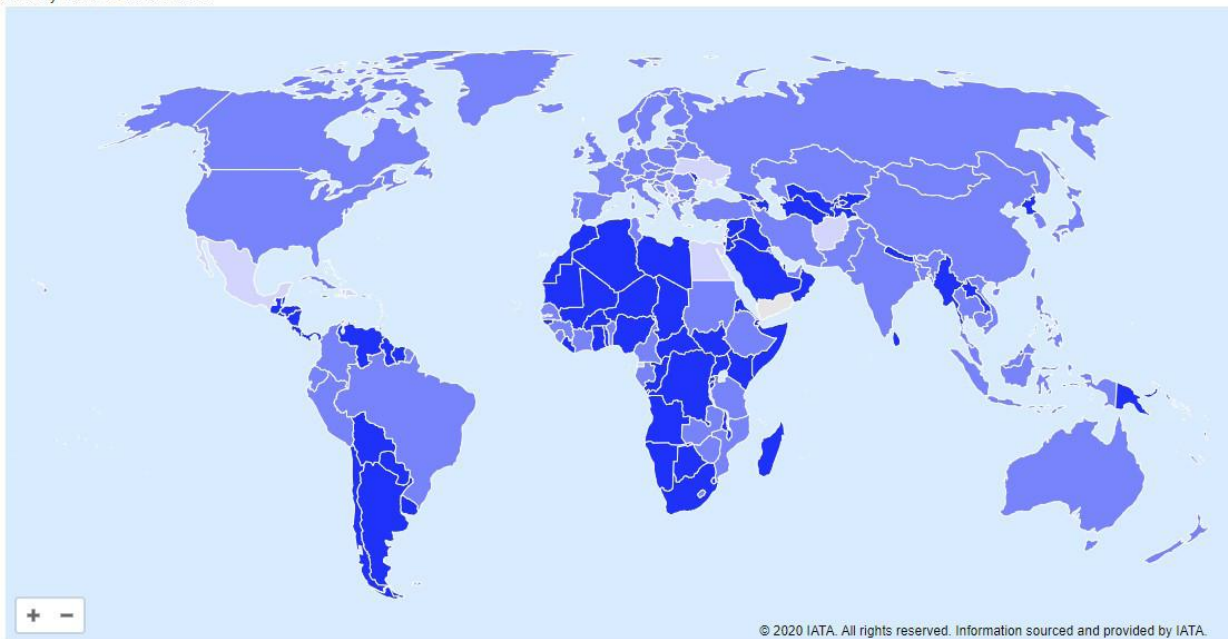 + −
© 2020 IATA. All rights reserved. Information sourced and provided by IATA.